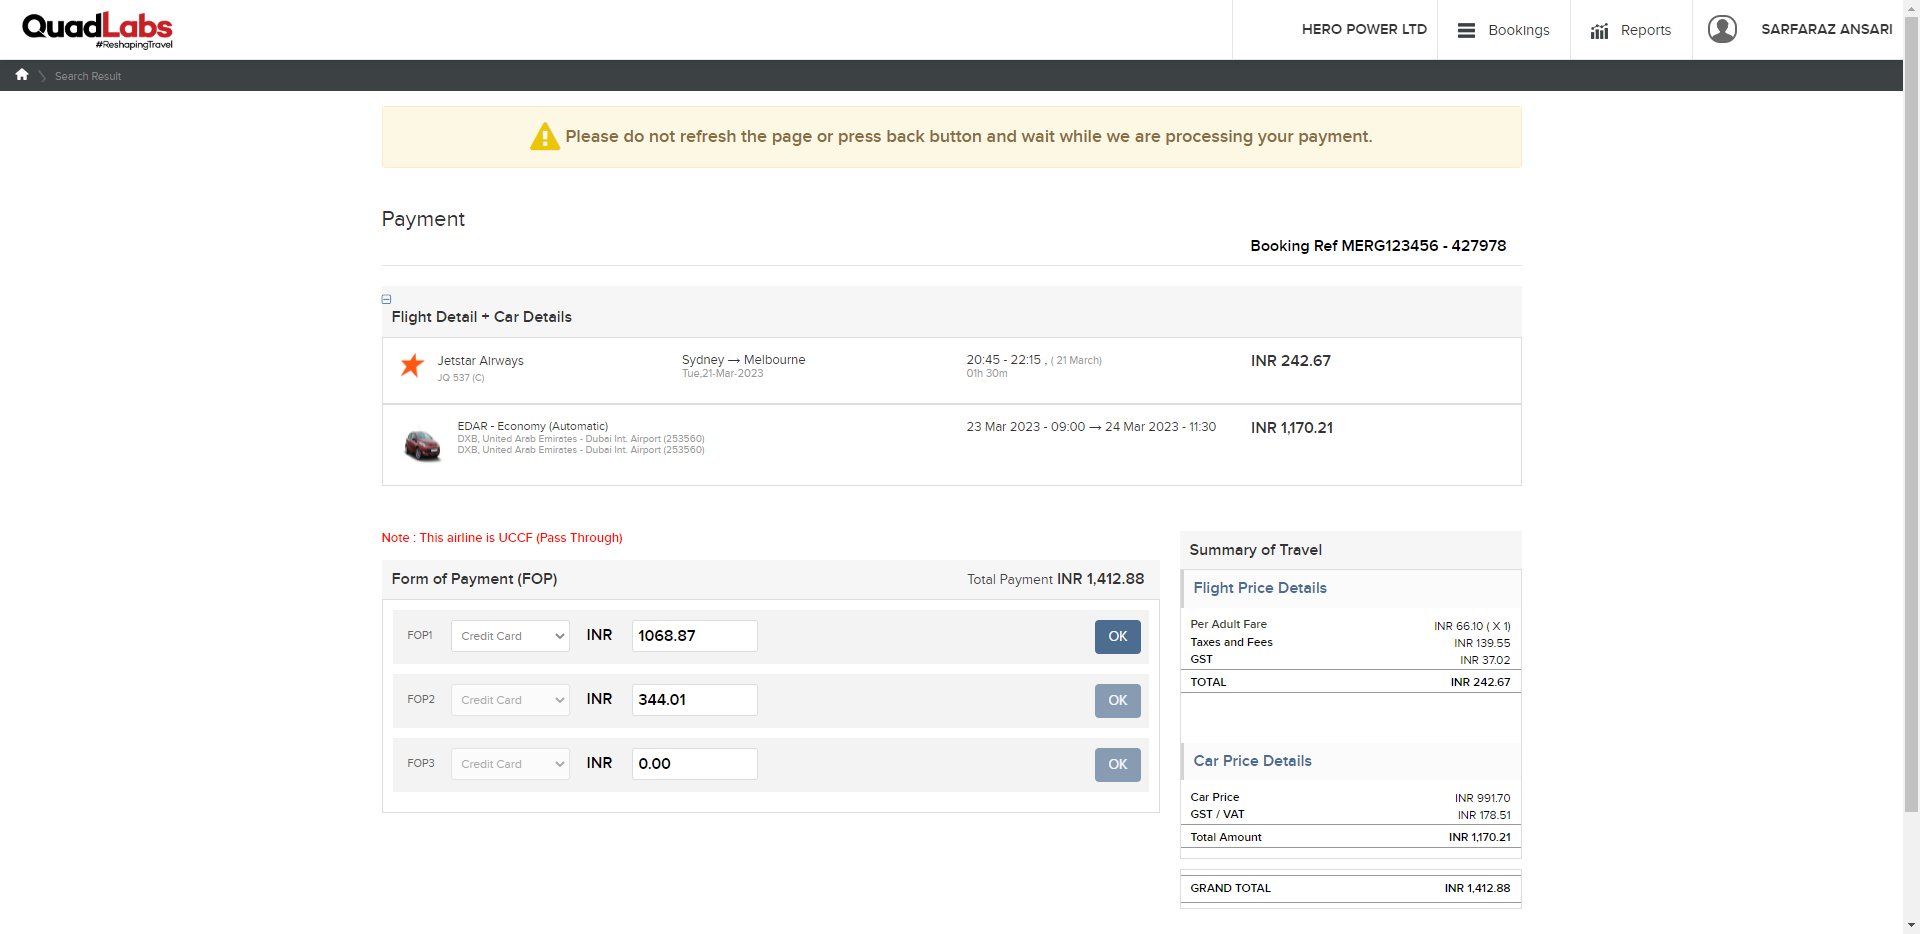 QuadLabs
#ReshapingTravel
HERO POWER LTD
Bookings
Reports
SARFARAZ ANSARI
Search Result
Please do not refresh the page or press back button and wait while we are processing your payment.
Payment
Booking Ref MERG123456 - 427978
Flight Detail + Car Details
Jetstar Airways
JQ 537 (C)
Sydney → Melbourne
Tue,21-Mar-2023
20:45 - 22:15 , ( 21 March)
01h 30m
INR 242.67
EDAR - Economy (Automatic)
DXB, United Arab Emirates - Dubai Int. Airport (253560)
DXB, United Arab Emirates - Dubai Int. Airport (253560)
23 Mar 2023 - 09:00 → 24 Mar 2023 - 11:30
INR 1,170.21
Note : This airline is UCCF (Pass Through)
Form of Payment (FOP)
Total Payment INR 1,412.88
FOP1 Credit Card INR 1068.87 OK
FOP2 Credit Card INR 344.01 OK
FOP3 Credit Card INR 0.00 OK
Summary of Travel
Flight Price Details
Per Adult Fare INR 66.10 ( X 1)
Taxes and Fees INR 139.55
GST INR 37.02
TOTAL INR 242.67
Car Price Details
Car Price INR 991.70
GST / VAT INR 178.51
Total Amount INR 1,170.21
GRAND TOTAL INR 1,412.88